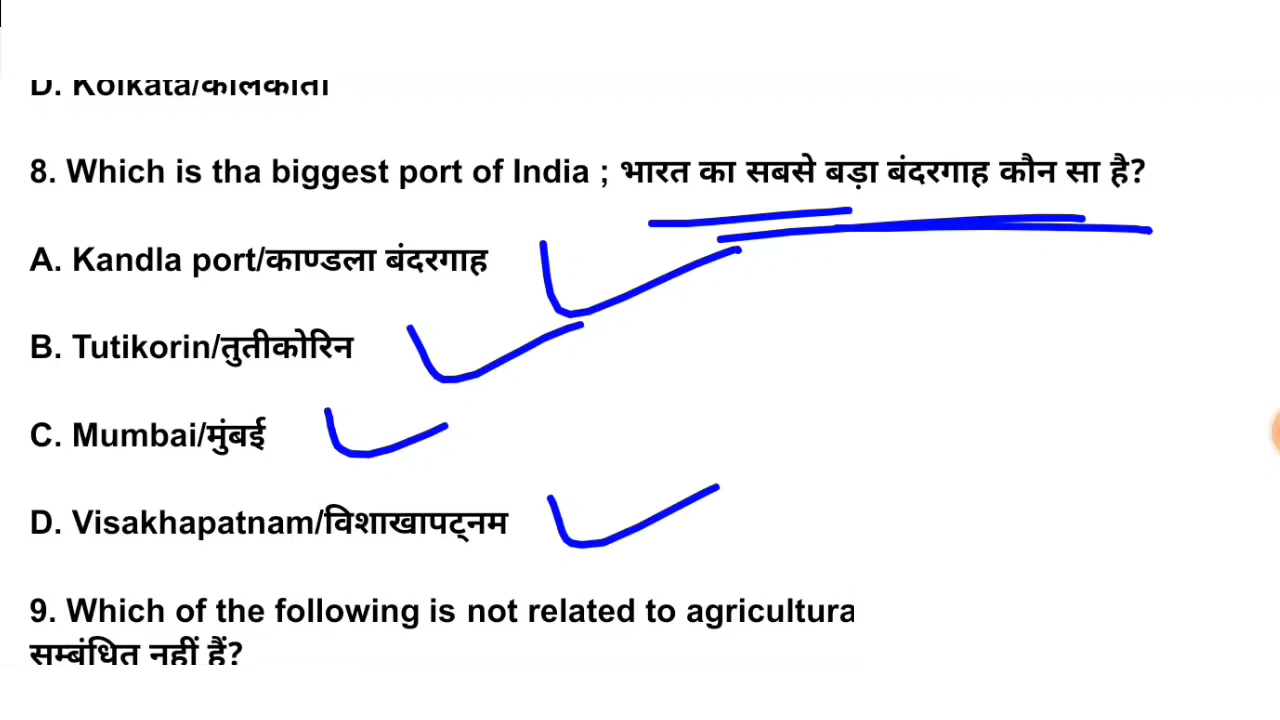 D. Kolkata/कोलकाता
8. Which is tha biggest port of India ; भारत का सबसे बड़ा बंदरगाह कौन सा है?
A. Kandla port/काण्डला बंदरगाह
B. Tutikorin/तुतीकोरिन
C. Mumbai/मुंबई
D. Visakhapatnam/विशाखापट्नम
9. Which of the following is not related to agricultura
सम्बंधित नहीं हैं?